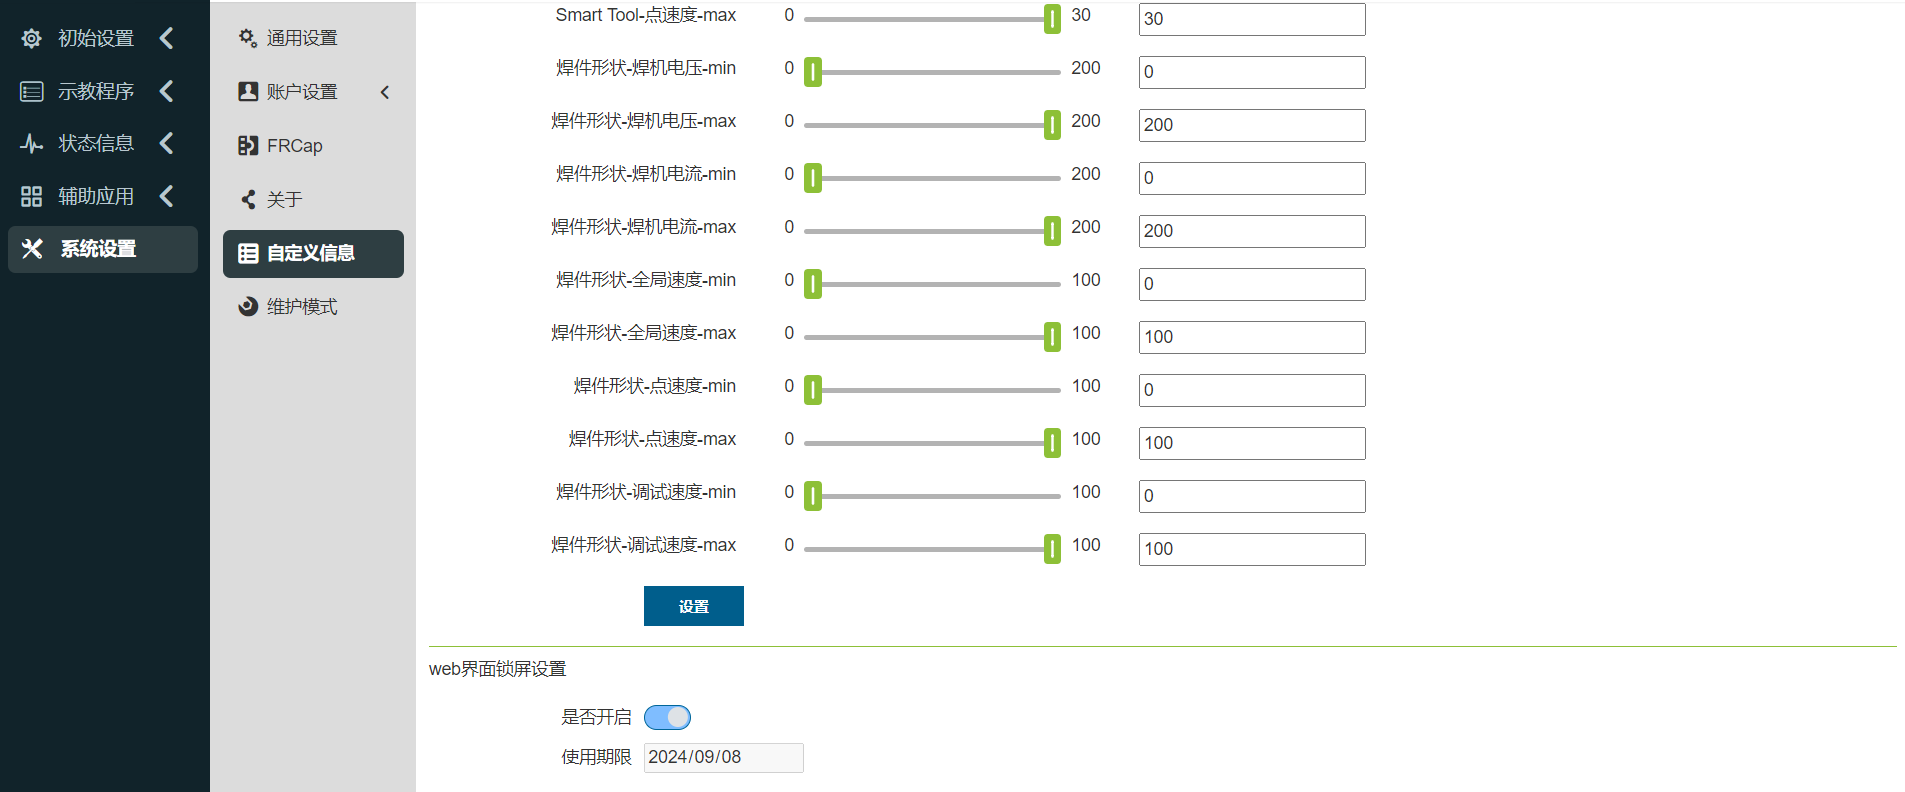 初始设置
示教程序
状态信息
辅助应用
系统设置
通用设置
账户设置
FRCap
关于
自定义信息
维护模式
Smart Tool-点速度-max 0 30 30
焊件形状-焊机电压-min 0 200 0
焊件形状-焊机电压-max 0 200 200
焊件形状-焊机电流-min 0 200 0
焊件形状-焊机电流-max 0 200 200
焊件形状-全局速度-min 0 100 0
焊件形状-全局速度-max 0 100 100
焊件形状-点速度-min 0 100 0
焊件形状-点速度-max 0 100 100
焊件形状-调试速度-min 0 100 0
焊件形状-调试速度-max 0 100 100
设置
web界面锁屏设置
是否开启
使用期限 2024/09/08